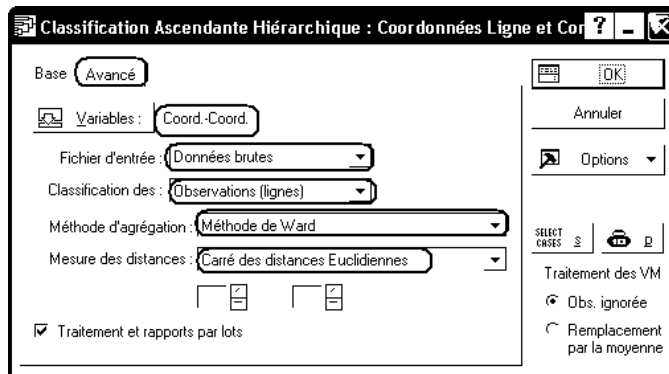 Classification Ascendante Hiérarchique : Coordonnées Ligne et Cor ?
Base Avancé
OK
Variables : Coord.-Coord.
Annuler
Fichier d'entrée : Données brutes
Options
Classification des : Observations (lignes)
Méthode d'agrégation : Méthode de Ward
SELECT CASES S D
Mesure des distances : Carré des distances Euclidiennes
Traitement des VM
Obs. ignorée
Traitement et rapports par lots
Remplacement
par la moyenne